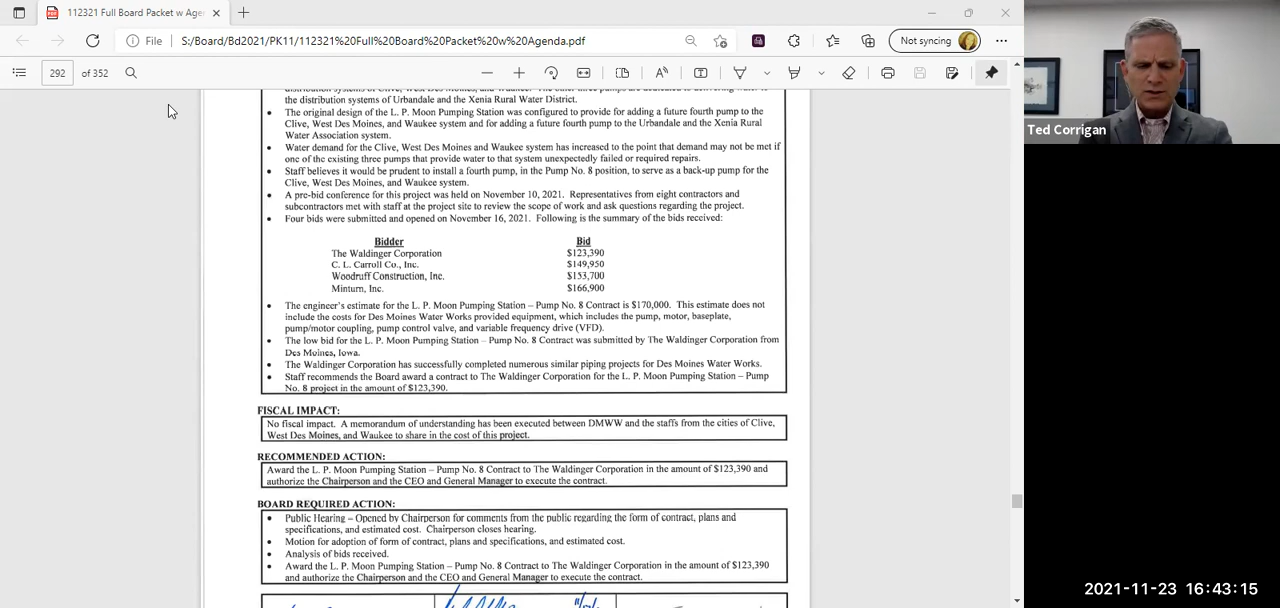 112321 Full Board Packet w Age
File
S:/Board/Bd2021/PK11/112321%20Full%20Board%20Packet%20w%20Agenda.pdf
Not syncing
292 of 352
the distribution systems of Urbandale and the Xenia Rural Water District.
• The original design of the L. P. Moon Pumping Station was configured to provide for adding a future fourth pump to the
Clive, West Des Moines, and Waukee system and for adding a future fourth pump to the Urbandale and the Xenia Rural
Water Association system.
• Water demand for the Clive, West Des Moines and Waukee system has increased to the point that demand may not be met if
one of the existing three pumps that provide water to that system unexpectedly failed or required repairs.
• Staff believes it would be prudent to install a fourth pump, in the Pump No. 8 position, to serve as a back-up pump for the
Clive, West Des Moines, and Waukee system.
• A pre-bid conference for this project was held on November 10, 2021. Representatives from eight contractors and
subcontractors met with staff at the project site to review the scope of work and ask questions regarding the project.
• Four bids were submitted and opened on November 16, 2021. Following is the summary of the bids received:
Bidder Bid
The Waldinger Corporation $123,390
C. L. Carroll Co., Inc. $149,950
Woodruff Construction, Inc. $153,700
Minturn, Inc. $166,900
• The engineer's estimate for the L. P. Moon Pumping Station – Pump No. 8 Contract is $170,000. This estimate does not
include the costs for Des Moines Water Works provided equipment, which includes the pump, motor, baseplate,
pump/motor coupling, pump control valve, and variable frequency drive (VFD).
• The low bid for the L. P. Moon Pumping Station – Pump No. 8 Contract was submitted by The Waldinger Corporation from
Des Moines, Iowa.
• The Waldinger Corporation has successfully completed numerous similar piping projects for Des Moines Water Works.
• Staff recommends the Board award a contract to The Waldinger Corporation for the L. P. Moon Pumping Station – Pump
No. 8 project in the amount of $123,390.
FISCAL IMPACT:
No fiscal impact. A memorandum of understanding has been executed between DMWW and the staffs from the cities of Clive,
West Des Moines, and Waukee to share in the cost of this project.
RECOMMENDED ACTION:
Award the L. P. Moon Pumping Station – Pump No. 8 Contract to The Waldinger Corporation in the amount of $123,390 and
authorize the Chairperson and the CEO and General Manager to execute the contract.
BOARD REQUIRED ACTION:
• Public Hearing – Opened by Chairperson for comments from the public regarding the form of contract, plans and
specifications, and estimated cost. Chairperson closes hearing.
• Motion for adoption of form of contract, plans and specifications, and estimated cost.
• Analysis of bids received.
• Award the L. P. Moon Pumping Station – Pump No. 8 Contract to The Waldinger Corporation in the amount of $123,390
and authorize the Chairperson and the CEO and General Manager to execute the contract.
Ted Corrigan
2021-11-23 16:43:15